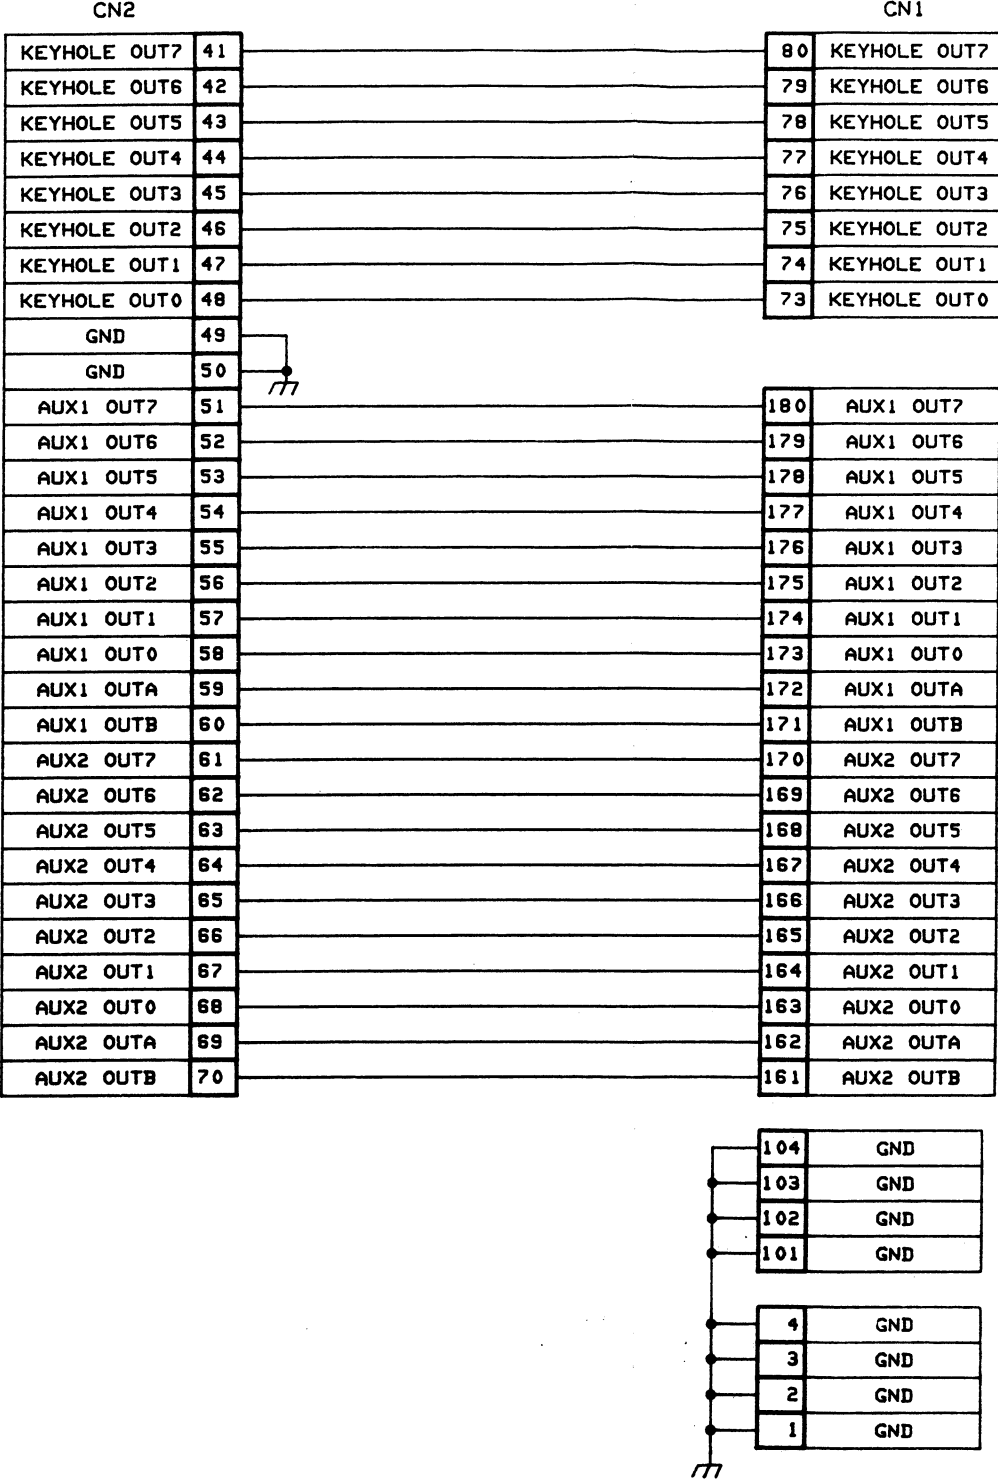 CN2 CN1
KEYHOLE OUT7 41 80 KEYHOLE OUT7
KEYHOLE OUT6 42 79 KEYHOLE OUT6
KEYHOLE OUT5 43 78 KEYHOLE OUT5
KEYHOLE OUT4 44 77 KEYHOLE OUT4
KEYHOLE OUT3 45 76 KEYHOLE OUT3
KEYHOLE OUT2 46 75 KEYHOLE OUT2
KEYHOLE OUT1 47 74 KEYHOLE OUT1
KEYHOLE OUT0 48 73 KEYHOLE OUT0
GND 49
GND 50
AUX1 OUT7 51 180 AUX1 OUT7
AUX1 OUT6 52 179 AUX1 OUT6
AUX1 OUT5 53 178 AUX1 OUT5
AUX1 OUT4 54 177 AUX1 OUT4
AUX1 OUT3 55 176 AUX1 OUT3
AUX1 OUT2 56 175 AUX1 OUT2
AUX1 OUT1 57 174 AUX1 OUT1
AUX1 OUT0 58 173 AUX1 OUT0
AUX1 OUTA 59 172 AUX1 OUTA
AUX1 OUTB 60 171 AUX1 OUTB
AUX2 OUT7 61 170 AUX2 OUT7
AUX2 OUT6 62 169 AUX2 OUT6
AUX2 OUT5 63 168 AUX2 OUT5
AUX2 OUT4 64 167 AUX2 OUT4
AUX2 OUT3 65 166 AUX2 OUT3
AUX2 OUT2 66 165 AUX2 OUT2
AUX2 OUT1 67 164 AUX2 OUT1
AUX2 OUT0 68 163 AUX2 OUT0
AUX2 OUTA 69 162 AUX2 OUTA
AUX2 OUTB 70 161 AUX2 OUTB
104 GND
103 GND
102 GND
101 GND
4 GND
3 GND
2 GND
1 GND